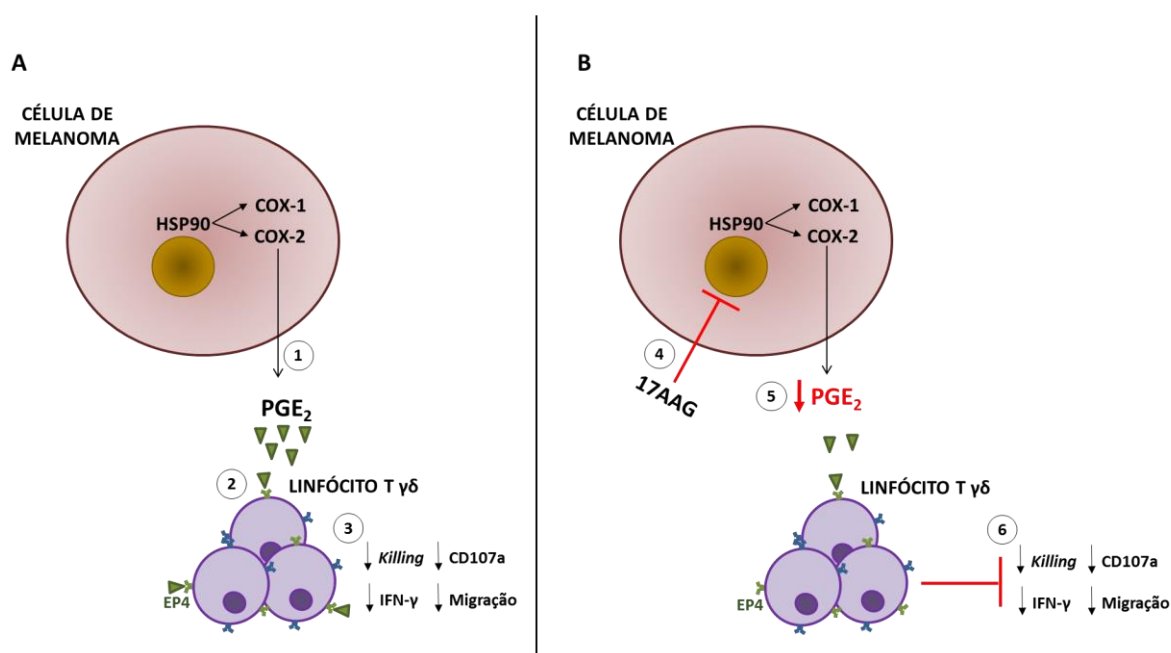 A
CÉLULA DE
MELANOMA
HSP90
COX-1
COX-2
1
PGE₂
2
LINFÓCITO T γδ
3
↓ Killing ↓ CD107a
↓ IFN-γ ↓ Migração
EP4
B
CÉLULA DE
MELANOMA
HSP90
COX-1
COX-2
4
17AAG
5
↓ PGE₂
LINFÓCITO T γδ
6
↓ Killing ↓ CD107a
↓ IFN-γ ↓ Migração
EP4